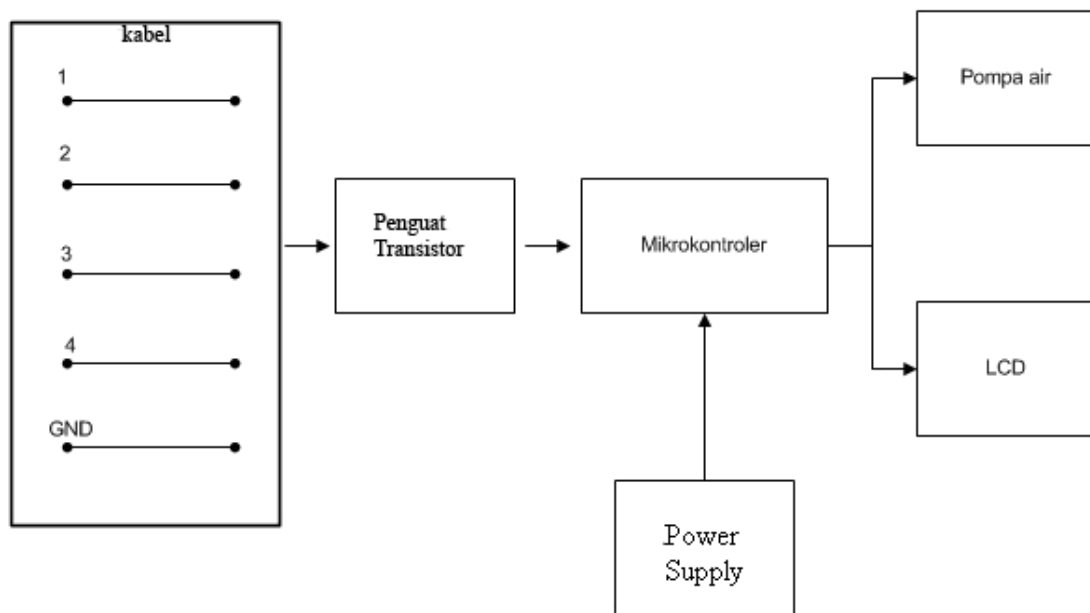 kabel
1
2
3
4
GND
Penguat
Transistor
Mikrokontroler
Pompa air
LCD
Power
Supply